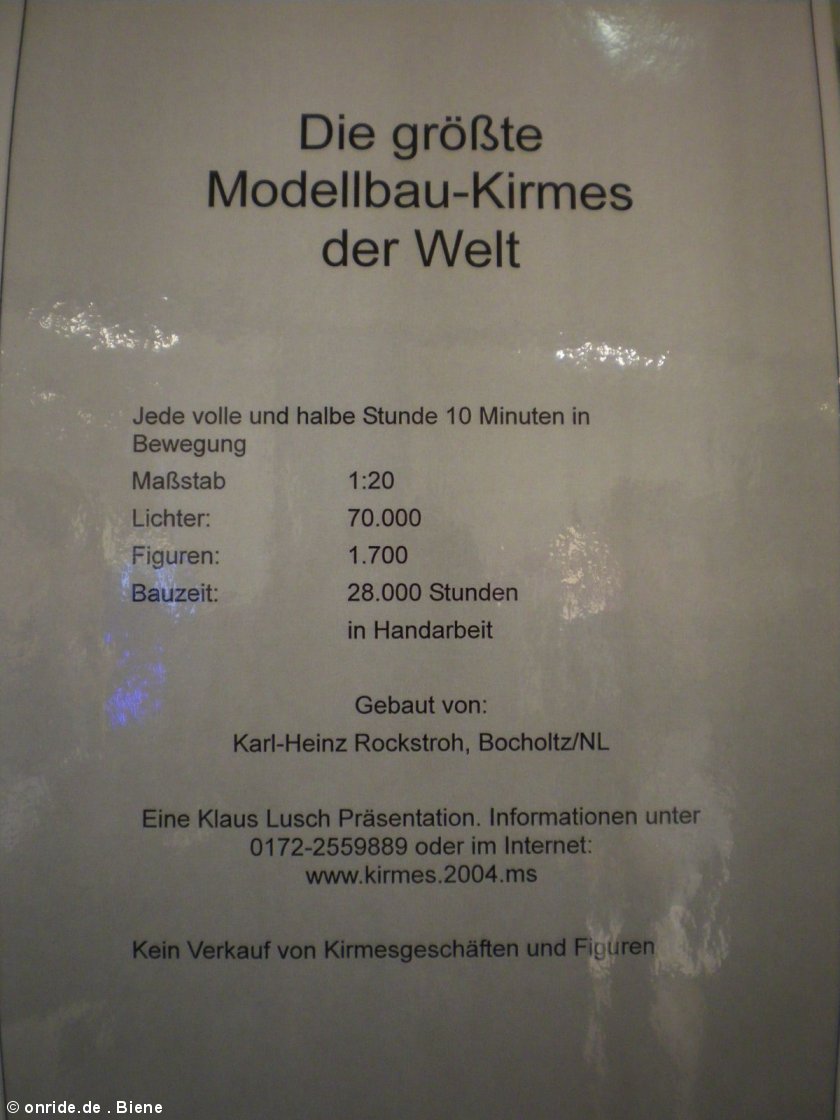 Die größte
Modellbau-Kirmes
der Welt
Jede volle und halbe Stunde 10 Minuten in
Bewegung
Maßstab 1:20
Lichter: 70.000
Figuren: 1.700
Bauzeit: 28.000 Stunden
in Handarbeit
Gebaut von:
Karl-Heinz Rockstroh, Bocholtz/NL
Eine Klaus Lusch Präsentation. Informationen unter
0172-2559889 oder im Internet:
www.kirmes.2004.ms
Kein Verkauf von Kirmesgeschäften und Figuren
© onride.de . Biene